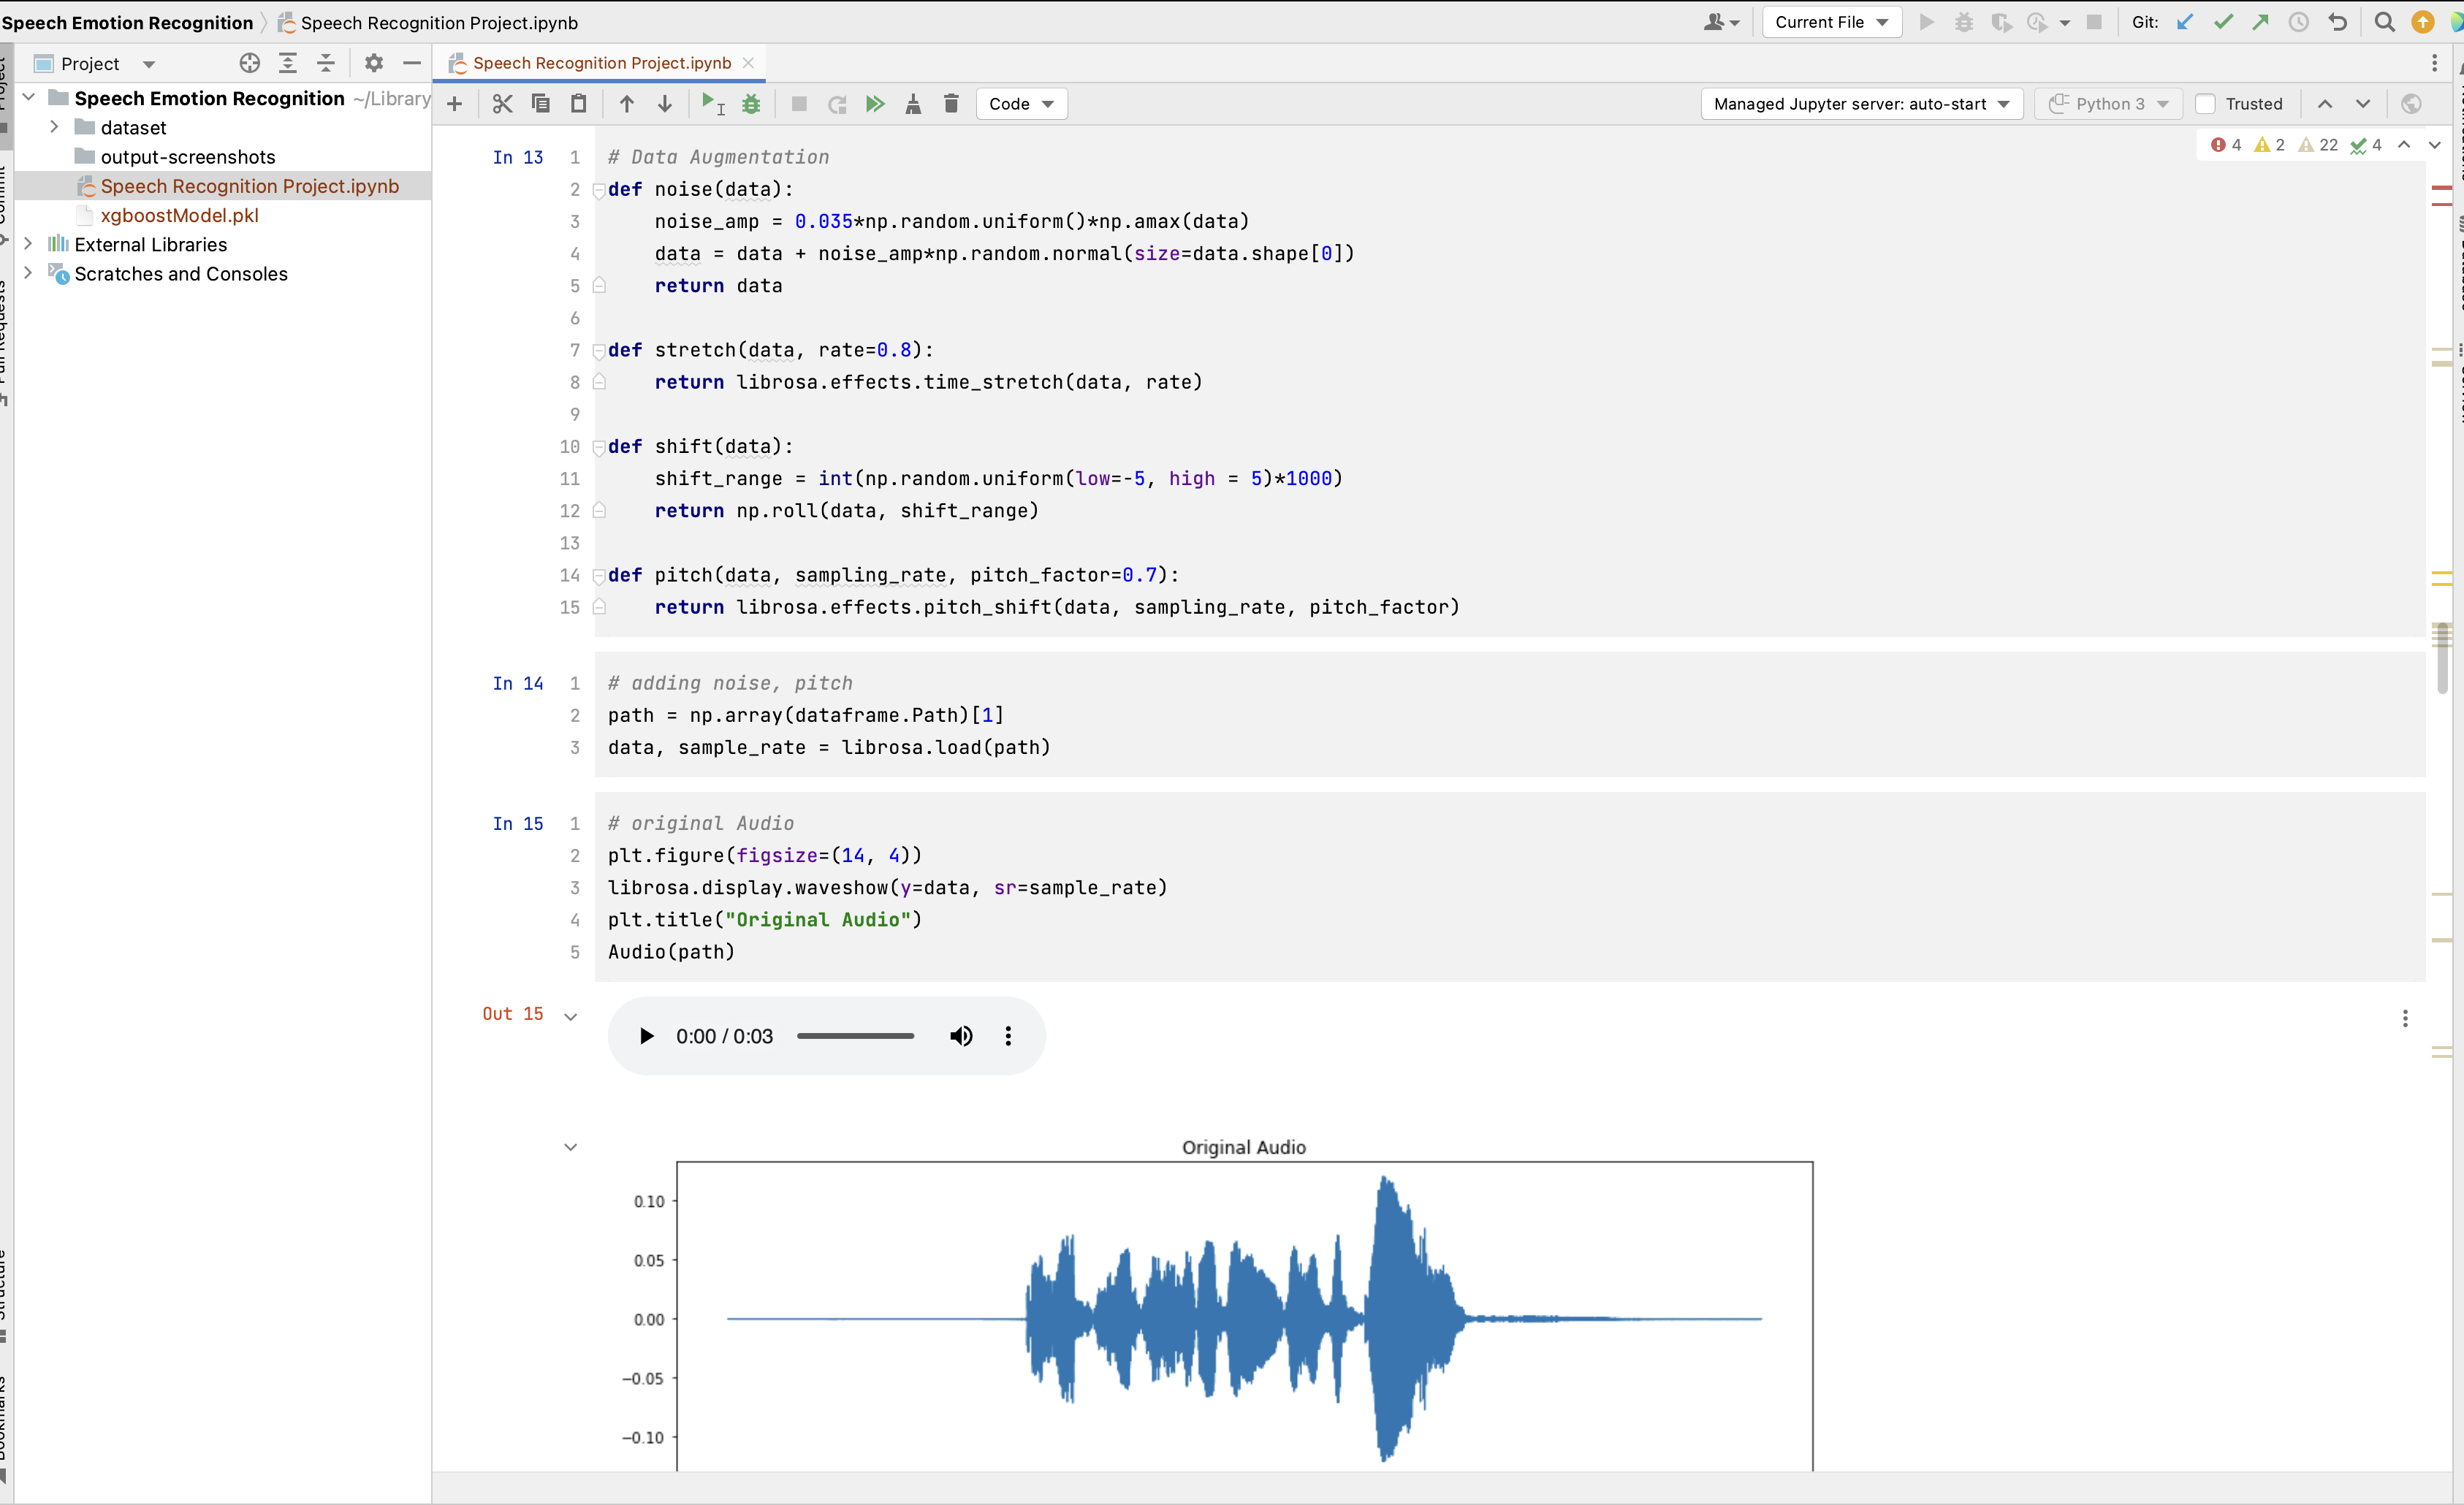 Speech Emotion Recognition Speech Recognition Project.ipynb Current File Git:
Project Speech Recognition Project.ipynb
Speech Emotion Recognition ~/Library
dataset
output-screenshots
Speech Recognition Project.ipynb
xgboostModel.pkl
External Libraries
Scratches and Consoles
Commit
Pull Requests
Structure
Bookmarks
Code Managed Jupyter server: auto-start Python 3 Trusted
4 2 22 4
In 13 1 # Data Augmentation
2 def noise(data):
3 noise_amp = 0.035*np.random.uniform()*np.amax(data)
4 data = data + noise_amp*np.random.normal(size=data.shape[0])
5 return data
6
7 def stretch(data, rate=0.8):
8 return librosa.effects.time_stretch(data, rate)
9
10 def shift(data):
11 shift_range = int(np.random.uniform(low=-5, high = 5)*1000)
12 return np.roll(data, shift_range)
13
14 def pitch(data, sampling_rate, pitch_factor=0.7):
15 return librosa.effects.pitch_shift(data, sampling_rate, pitch_factor)
In 14 1 # adding noise, pitch
2 path = np.array(dataframe.Path)[1]
3 data, sample_rate = librosa.load(path)
In 15 1 # original Audio
2 plt.figure(figsize=(14, 4))
3 librosa.display.waveshow(y=data, sr=sample_rate)
4 plt.title("Original Audio")
5 Audio(path)
Out 15
0:00 / 0:03
Original Audio
0.10
0.05
0.00
−0.05
−0.10